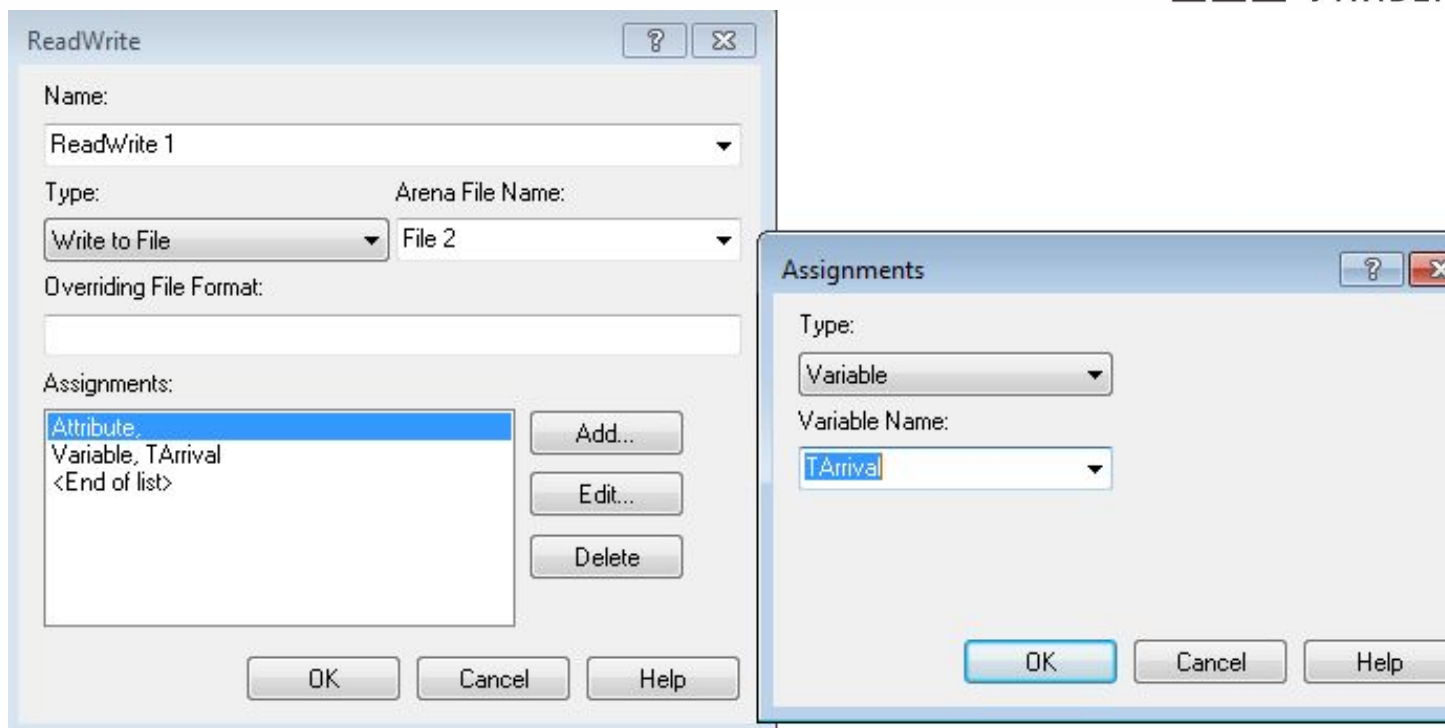 ReadWrite
Name:
ReadWrite 1
Type:
Arena File Name:
Write to File
File 2
Overriding File Format:
Assignments:
Attribute,
Variable, TArrival
<End of list>
Add...
Edit...
Delete
OK
Cancel
Help
Assignments
Type:
Variable
Variable Name:
TArrival
OK
Cancel
Help